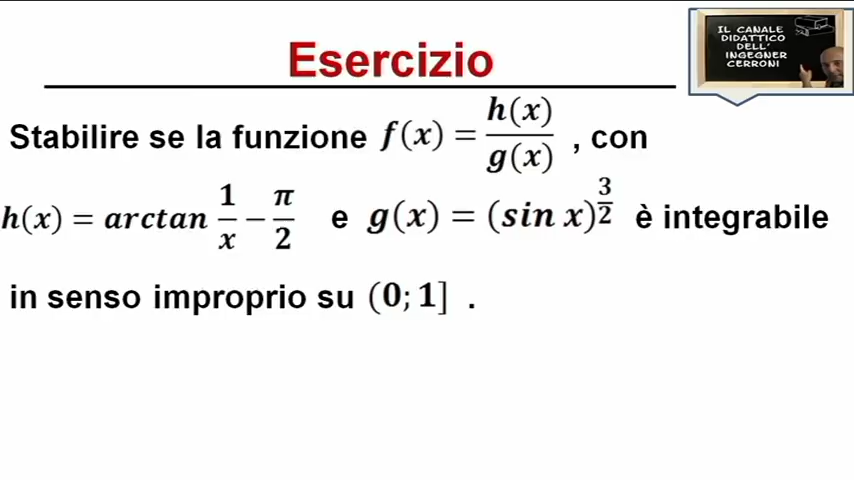 Esercizio
IL CANALE
DIDATTICO
DELL'
INGEGNER
CERRONI
Stabilire se la funzione f(x) = h(x)/g(x) , con
h(x) = arctan 1/x − π/2 e g(x) = (sin x)^(3/2) è integrabile
in senso improprio su (0; 1] .